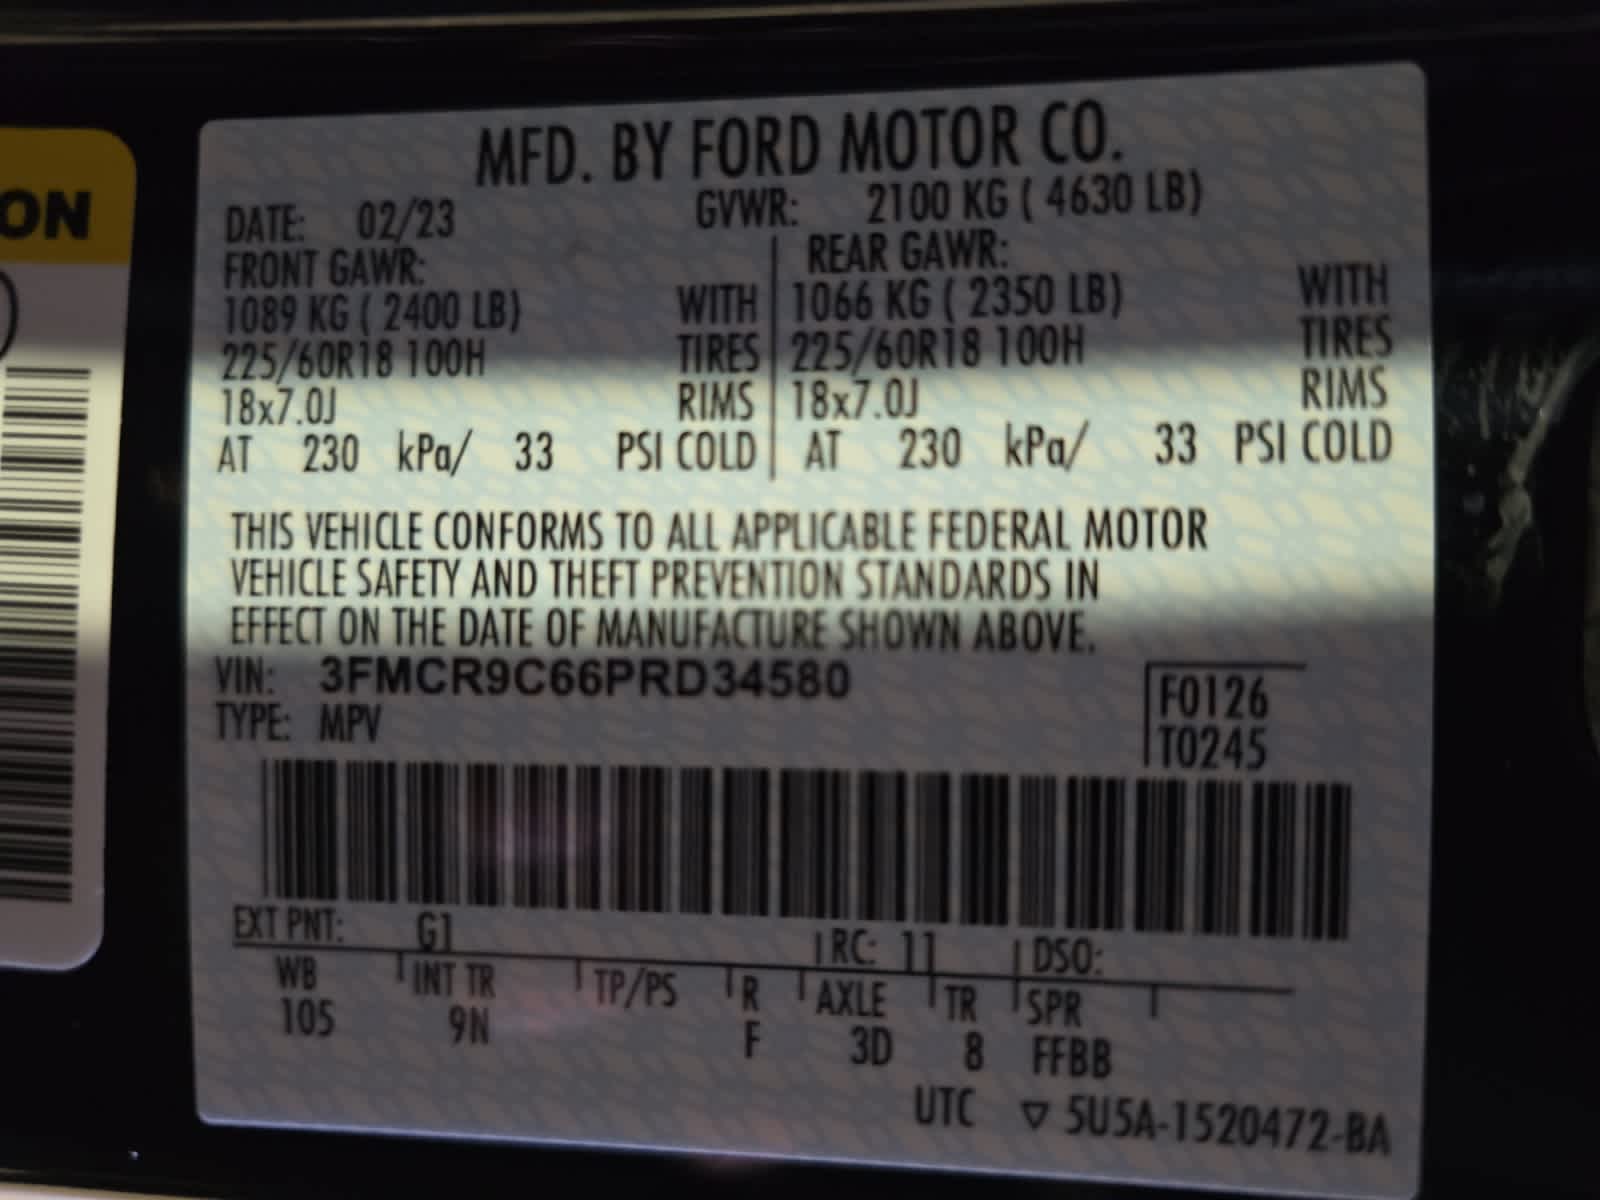 ON
MFD. BY FORD MOTOR CO.
DATE: 02/23 GVWR: 2100 KG ( 4630 LB)
FRONT GAWR: REAR GAWR:
1089 KG ( 2400 LB) WITH 1066 KG ( 2350 LB) WITH
225/60R18 100H TIRES 225/60R18 100H TIRES
18x7.0J RIMS 18x7.0J RIMS
AT 230 kPa/ 33 PSI COLD AT 230 kPa/ 33 PSI COLD
THIS VEHICLE CONFORMS TO ALL APPLICABLE FEDERAL MOTOR
VEHICLE SAFETY AND THEFT PREVENTION STANDARDS IN
EFFECT ON THE DATE OF MANUFACTURE SHOWN ABOVE.
VIN: 3FMCR9C66PRD34580
F0126
TYPE: MPV
T0245
EXT PNT: G1 RC: 11 DSO:
WB INT TR TP/PS R AXLE TR SPR
105 9N F 3D 8 FFBB
UTC ▽ 5U5A-1520472-BA